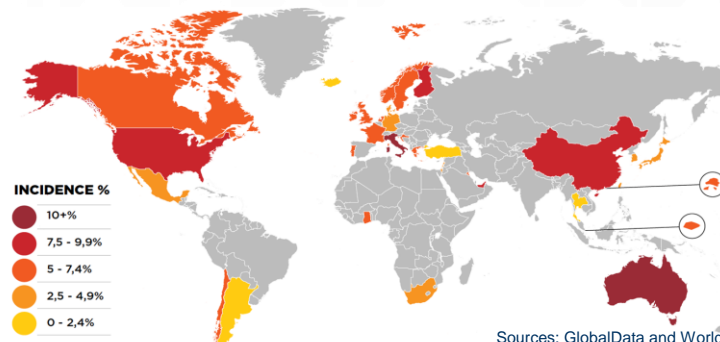 INCIDENCE %
10+%
7,5 - 9,9%
5 - 7,4%
2,5 - 4,9%
0 - 2,4%
Sources: GlobalData and World